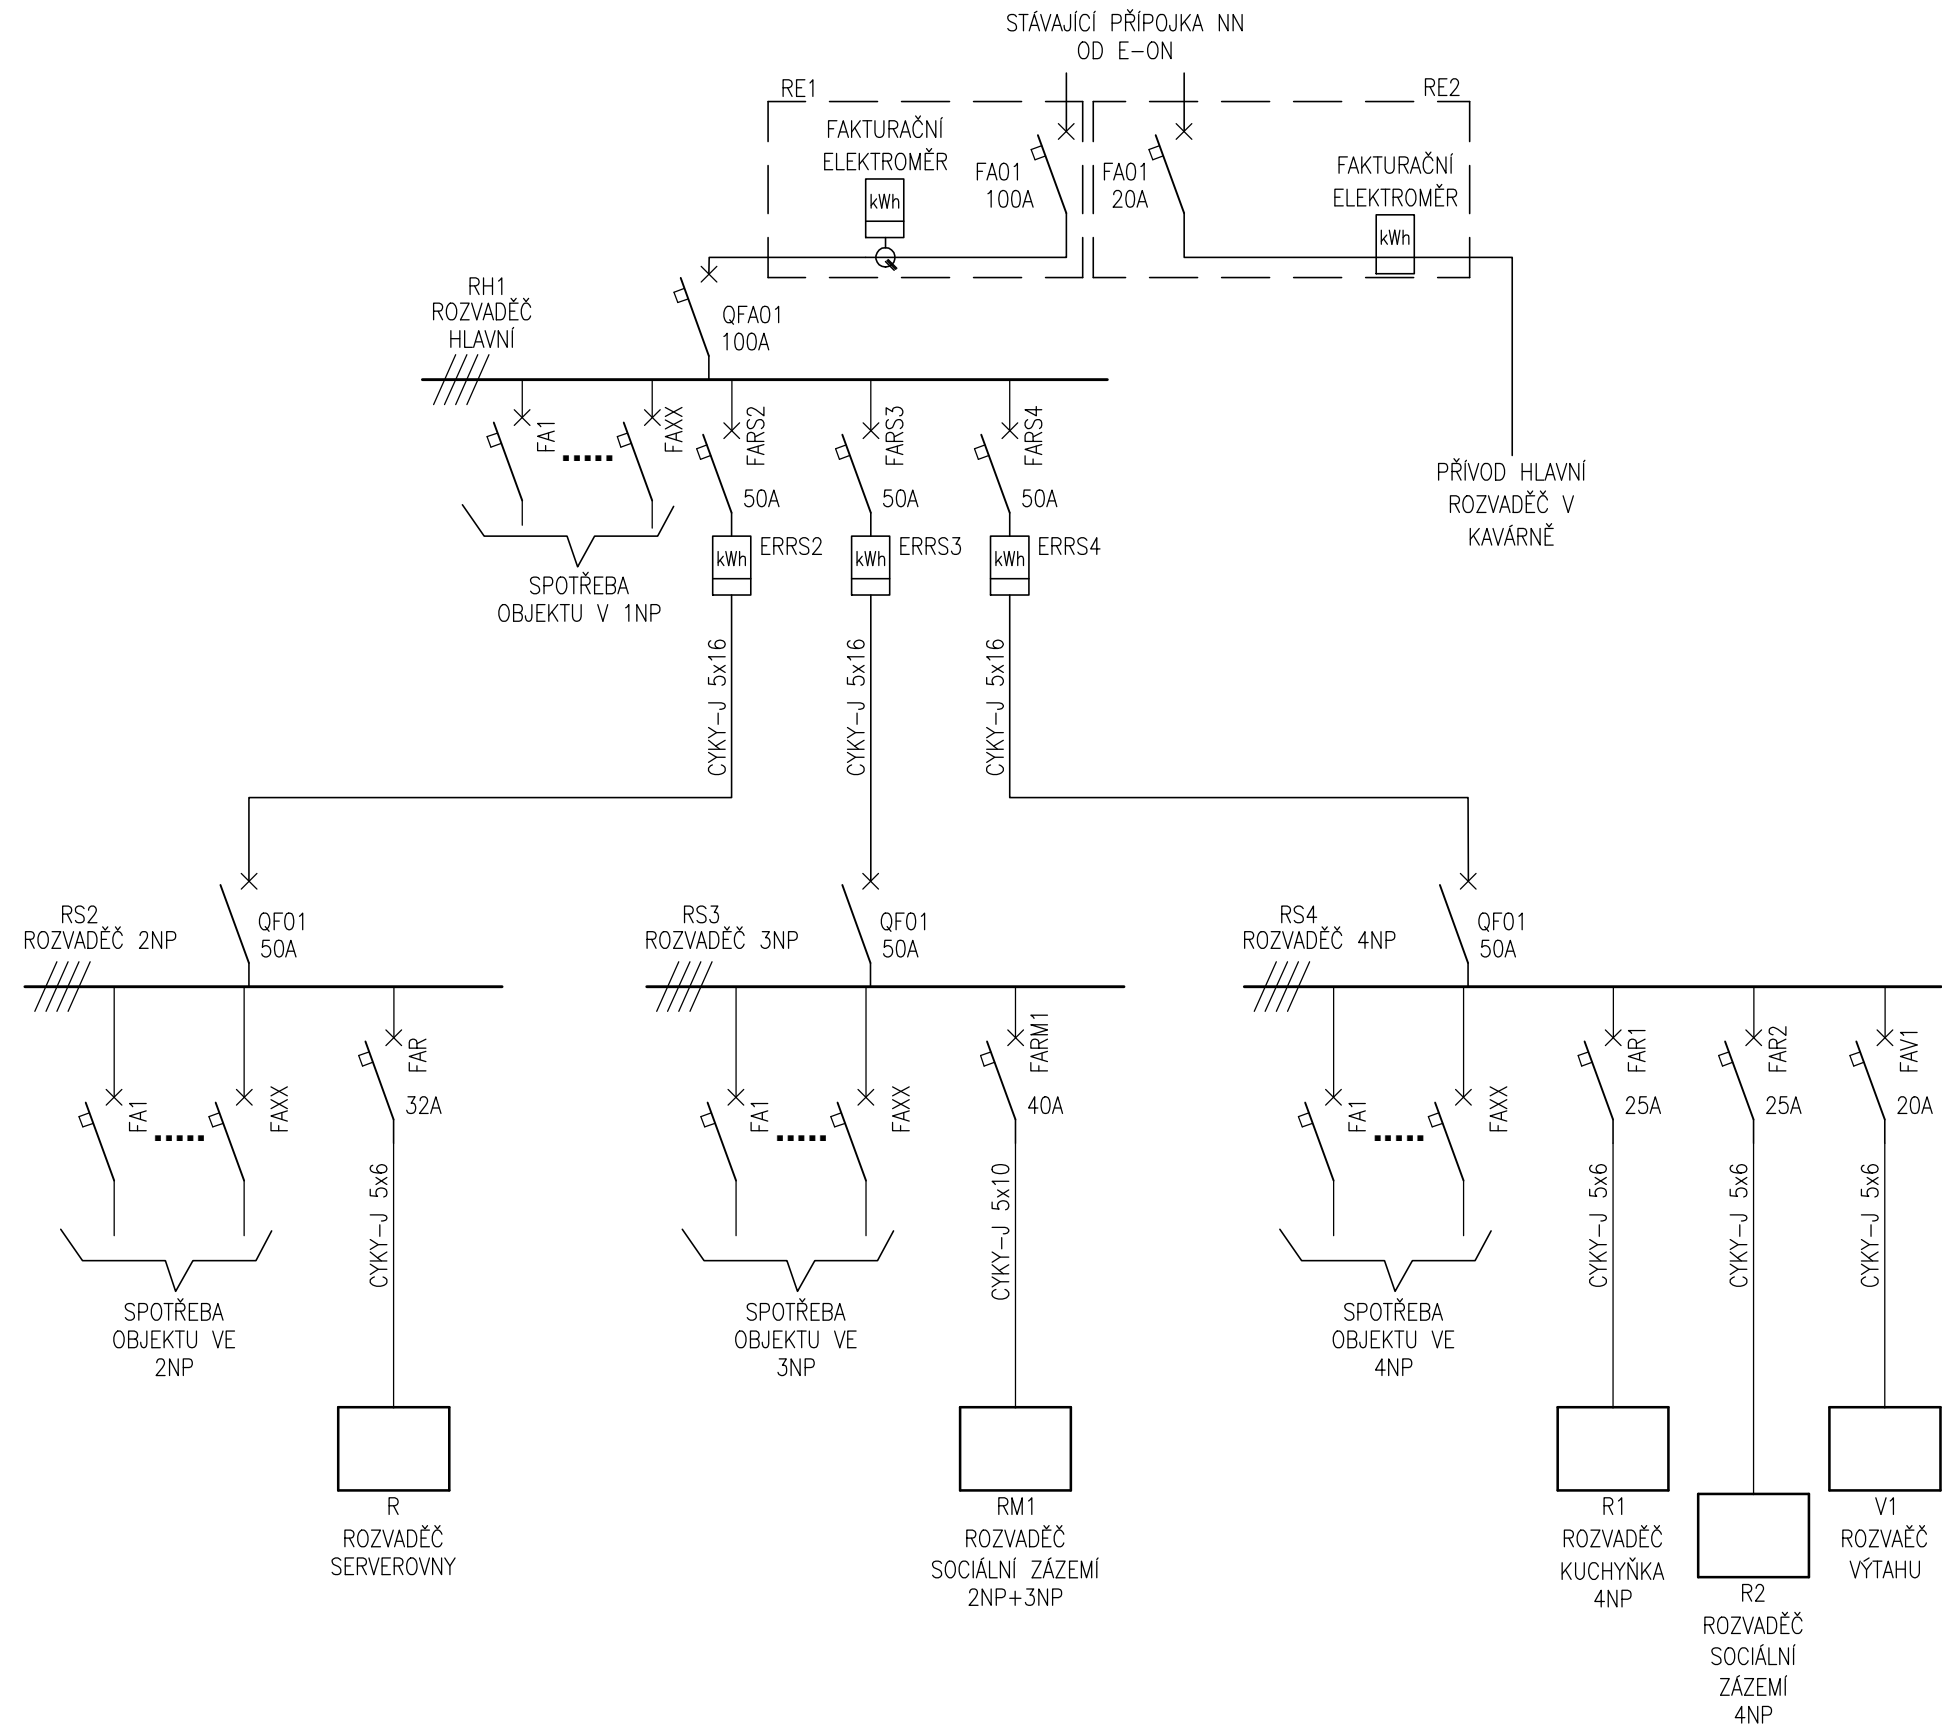 STÁVAJÍCÍ PŘÍPOJKA NN
OD E-ON
RE1
RE2
FAKTURAČNÍ
ELEKTROMĚR
kWh
FA01
100A
FA01
20A
FAKTURAČNÍ
ELEKTROMĚR
kWh
RH1
ROZVADĚČ
HLAVNÍ
QFA01
100A
FA1
FAXX
FARS2
50A
FARS3
50A
FARS4
50A
PŘÍVOD HLAVNÍ
ROZVADĚČ V
KAVÁRNĚ
kWh
ERRS2
kWh
ERRS3
kWh
ERRS4
SPOTŘEBA
OBJEKTU V 1NP
CYKY-J 5x16
CYKY-J 5x16
CYKY-J 5x16
RS2
ROZVADĚČ 2NP
QF01
50A
RS3
ROZVADĚČ 3NP
QF01
50A
RS4
ROZVADĚČ 4NP
QF01
50A
FA1
FAXX
FAR
32A
FA1
FAXX
FARM1
40A
FA1
FAXX
FAR1
25A
FAR2
25A
FAV1
20A
CYKY-J 5x6
CYKY-J 5x10
CYKY-J 5x6
CYKY-J 5x6
CYKY-J 5x6
SPOTŘEBA
OBJEKTU VE
2NP
SPOTŘEBA
OBJEKTU VE
3NP
SPOTŘEBA
OBJEKTU VE
4NP
R
ROZVADĚČ
SERVEROVNY
RM1
ROZVADĚČ
SOCIÁLNÍ ZÁZEMÍ
2NP+3NP
R1
ROZVADĚČ
KUCHYŇKA
4NP
R2
ROZVADĚČ
SOCIÁLNÍ
ZÁZEMÍ
4NP
V1
ROZVAĚČ
VÝTAHU